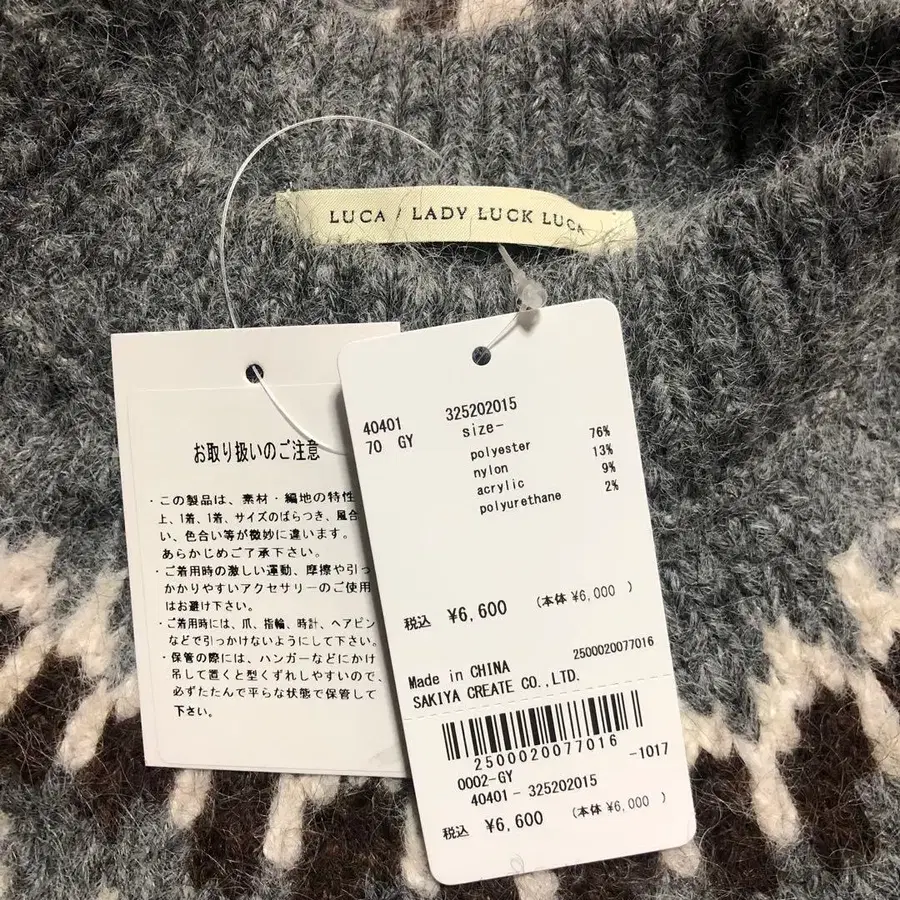 LUCA / LADY LUCK LUCA
お取り扱いのご注意
・この製品は、素材・編地の特性
上、1着、1着、サイズのばらつき、風合
い、色合い等が微妙に違います。
あらかじめご了承下さい。
・ご着用時の激しい運動、摩擦や引っ
かかりやすいアクセサリーのご使用
はお避け下さい。
・ご着用時には、爪、指輪、時計、ヘアピン
などで引っかけないようにして下さい。
・保管の際には、ハンガーなどにかけ
吊して置くと型くずれしやすいので、
必ずたたんで平らな状態で保管して
下さい。
40401 325202015
70 GY size-
polyester 76%
nylon 13%
acrylic 9%
polyurethane 2%
税込 ¥6,600 (本体 ¥6,000 )
2500020077016
Made in CHINA
SAKIYA CREATE CO.,LTD.
2500020077016
0002-GY -1017
40401 - 325202015
税込 ¥6,600 (本体 ¥6,000 )